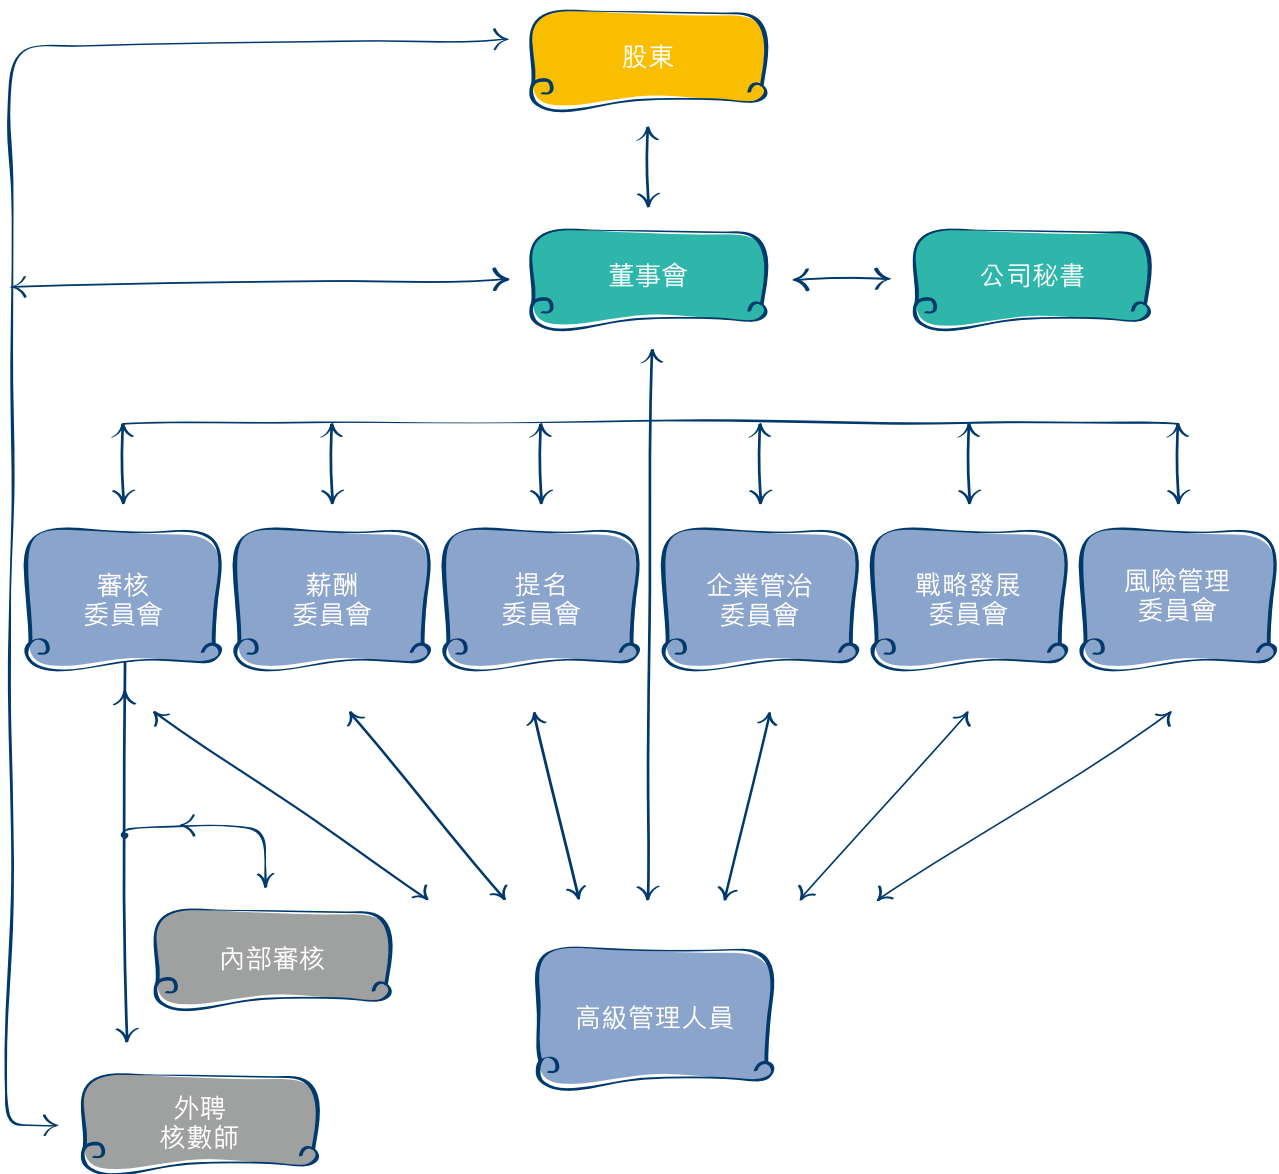 股東
董事會
公司秘書
審核
委員會
薪酬
委員會
提名
委員會
企業管治
委員會
戰略發展
委員會
風險管理
委員會
內部審核
高級管理人員
外聘
核數師